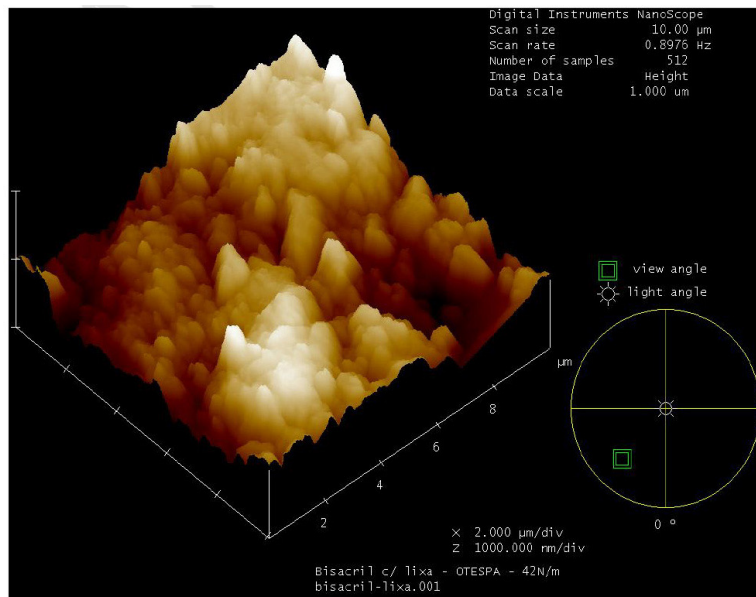 Digital Instruments NanoScope
Scan size 10.00 µm
Scan rate 0.8976 Hz
Number of samples 512
Image Data Height
Data scale 1.000 um
view angle
light angle
µm
8
6
4
2
0 º
X 2.000 µm/div
Z 1000.000 nm/div
Bisacril c/ lixa - OTESPA - 42N/m
bisacril-lixa.001